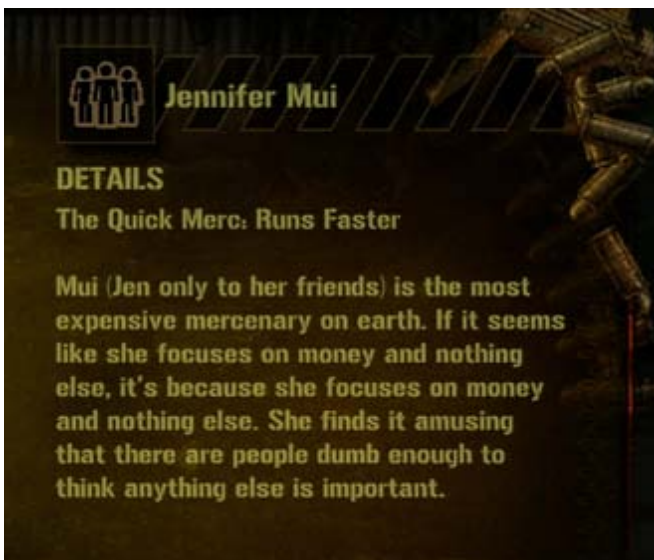 Jennifer Mui
DETAILS
The Quick Merc: Runs Faster
Mui (Jen only to her friends) is the most
expensive mercenary on earth. If it seems
like she focuses on money and nothing
else, it's because she focuses on money
and nothing else. She finds it amusing
that there are people dumb enough to
think anything else is important.